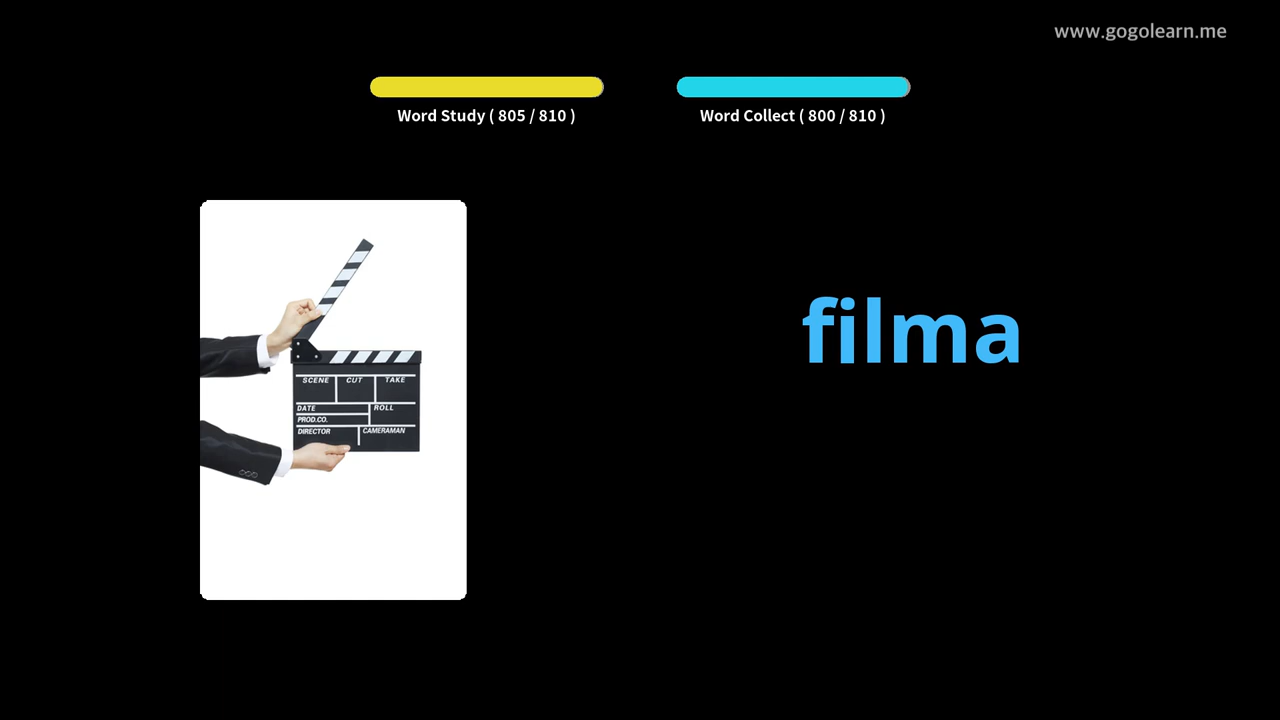 www.gogolearn.me
Word Study ( 805 / 810 )
Word Collect ( 800 / 810 )
filma
SCENE CUT TAKE
DATE ROLL
PROD.CO.
DIRECTOR CAMERAMAN